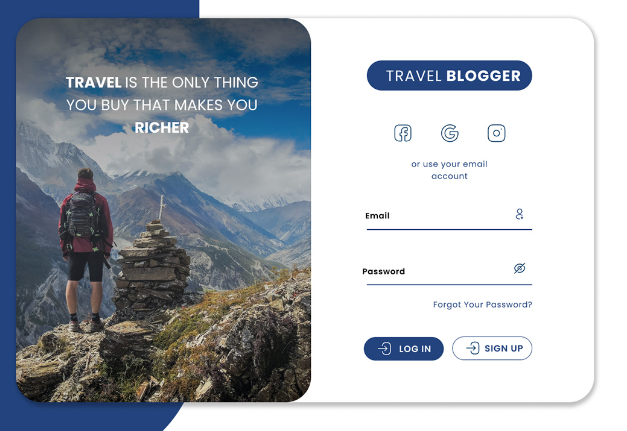 TRAVEL IS THE ONLY THING
YOU BUY THAT MAKES YOU
RICHER
TRAVEL BLOGGER
or use your email
account
Email
Password
Forgot Your Password?
LOG IN
SIGN UP